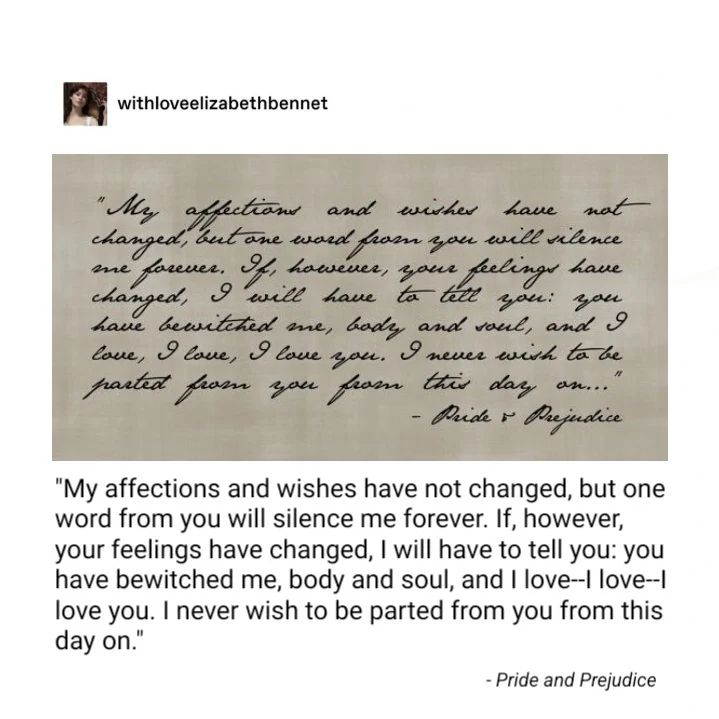 withloveelizabethbennet
"My affections and wishes have not
changed, but one word from you will silence
me forever. If, however, your feelings have
changed, I will have to tell you: you
have bewitched me, body and soul, and I
love, I love, I love you. I never wish to be
parted from you from this day on..."
- Pride & Prejudice
"My affections and wishes have not changed, but one
word from you will silence me forever. If, however,
your feelings have changed, I will have to tell you: you
have bewitched me, body and soul, and I love--I love--I
love you. I never wish to be parted from you from this
day on."
- Pride and Prejudice